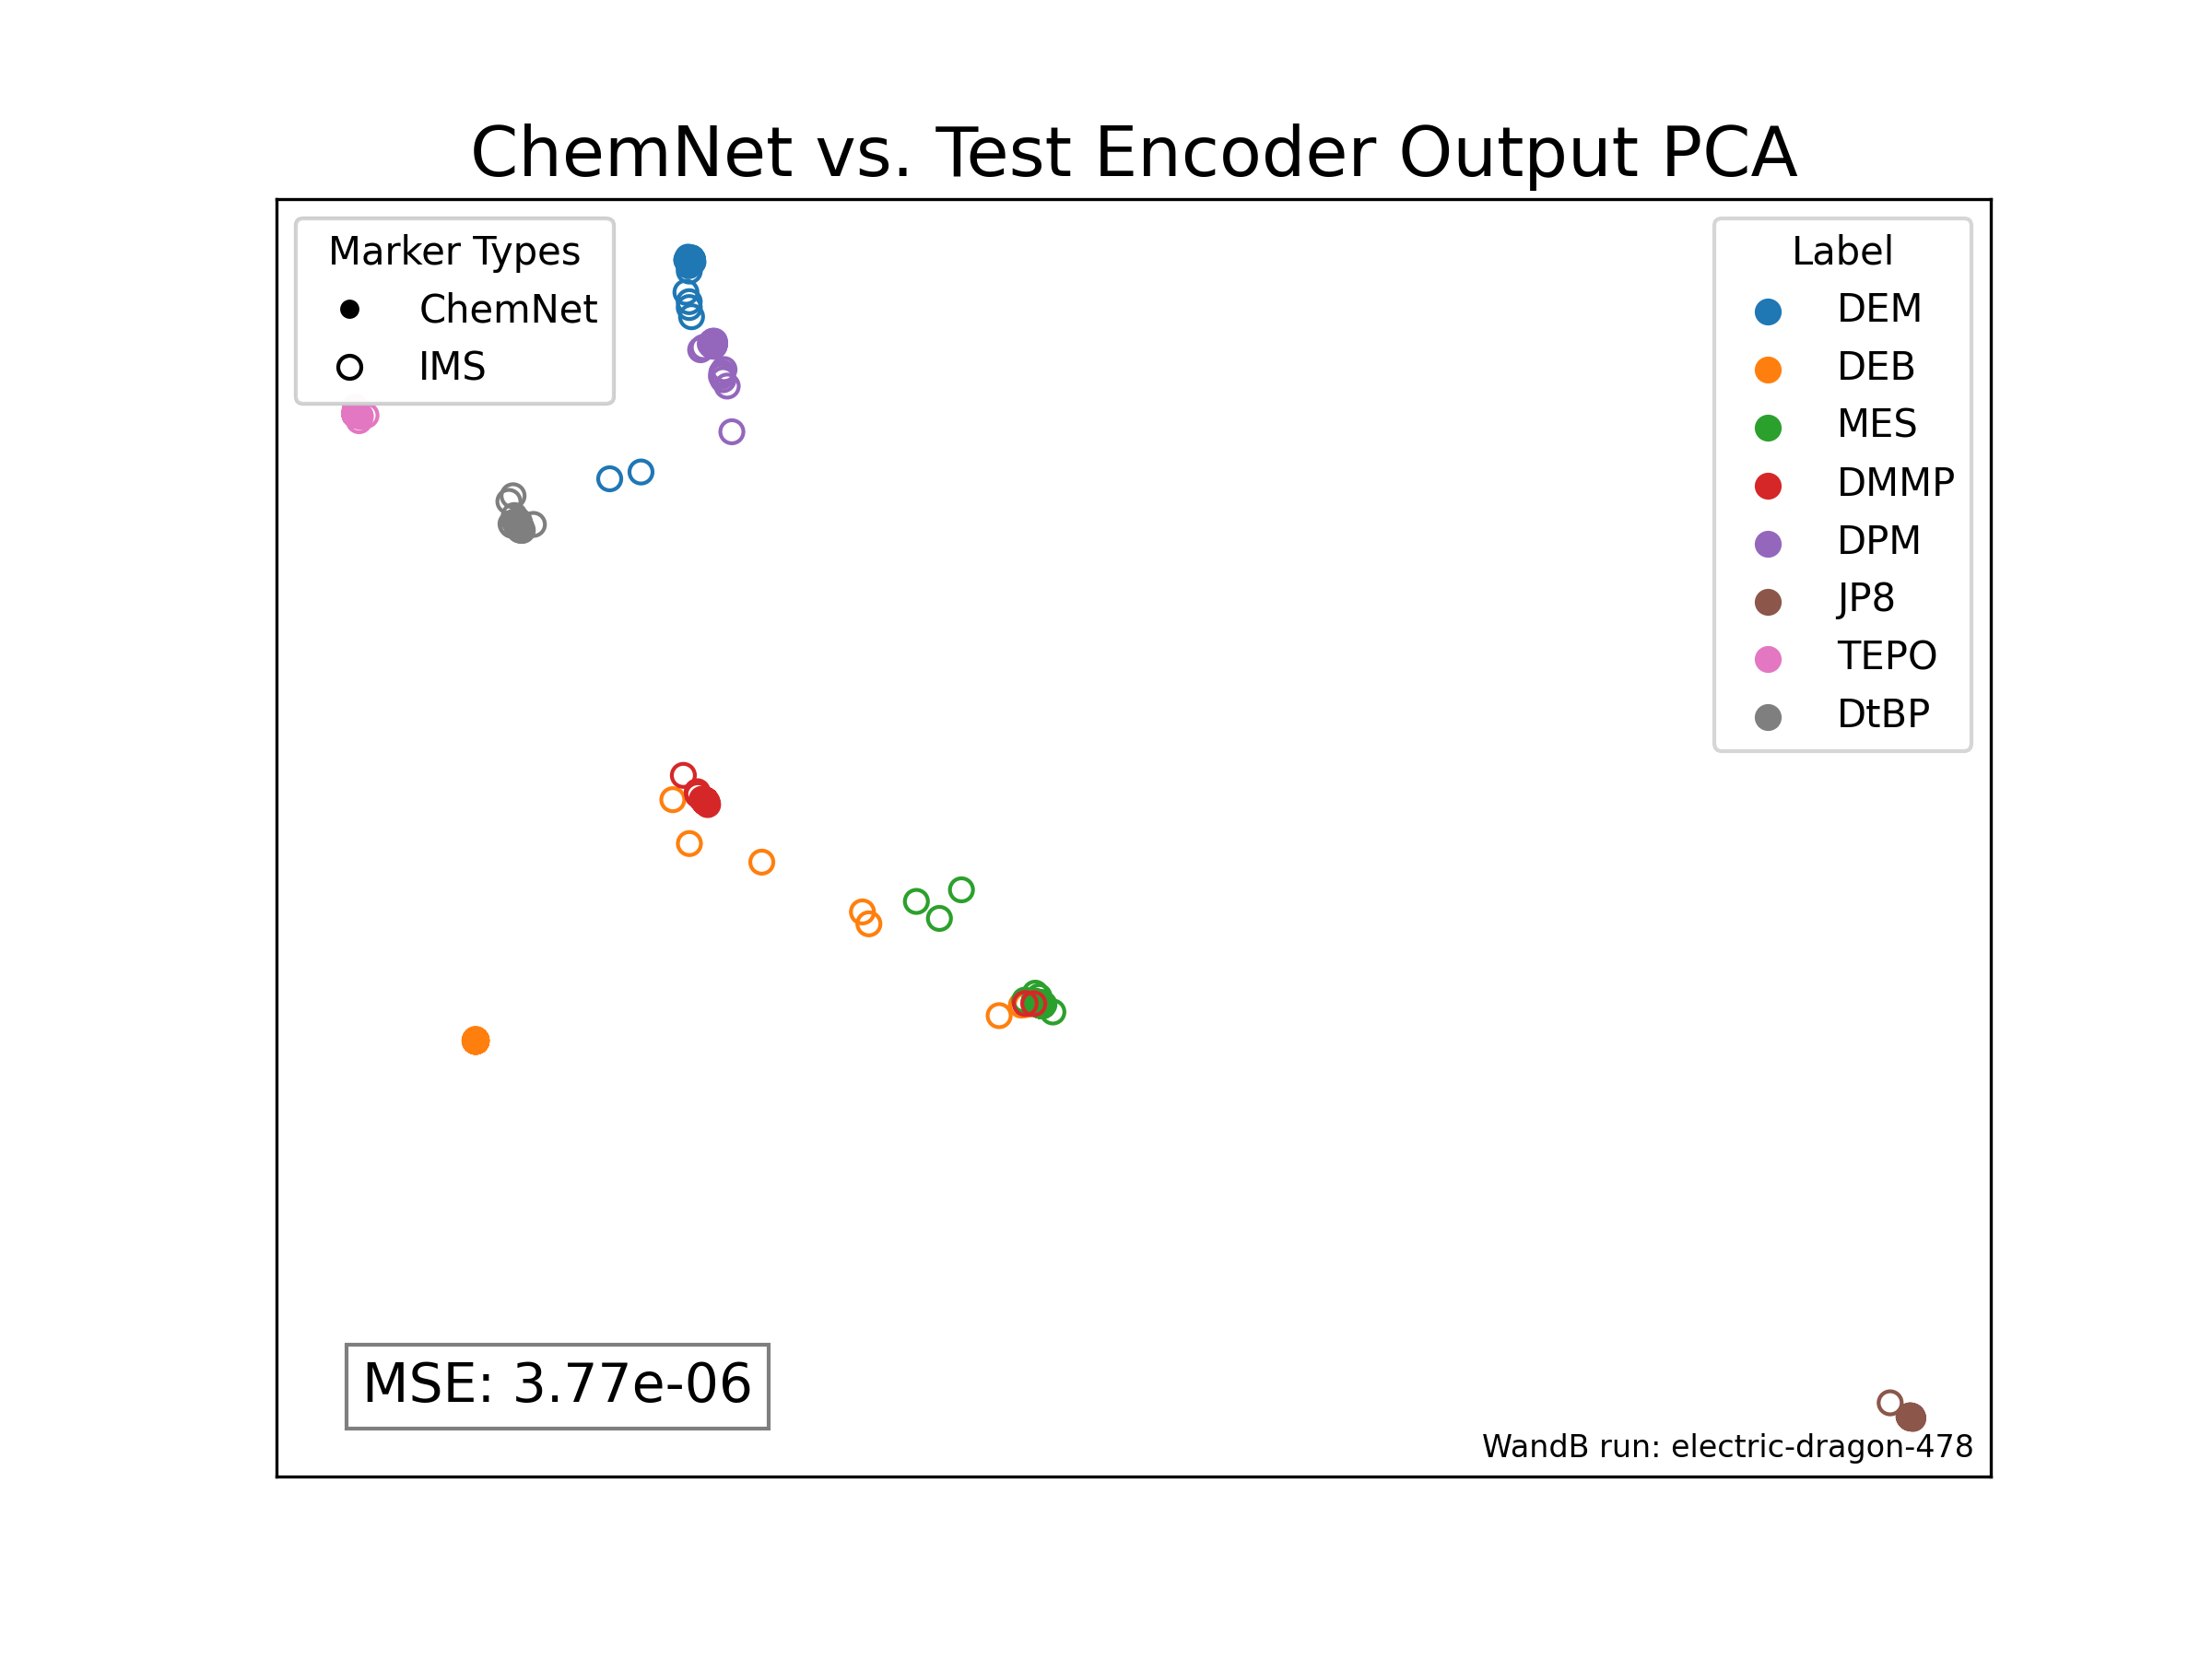 ChemNet vs. Test Encoder Output PCA
Marker Types
ChemNet
IMS
Label
DEM
DEB
MES
DMMP
DPM
JP8
TEPO
DtBP
MSE: 3.77e-06
WandB run: electric-dragon-478